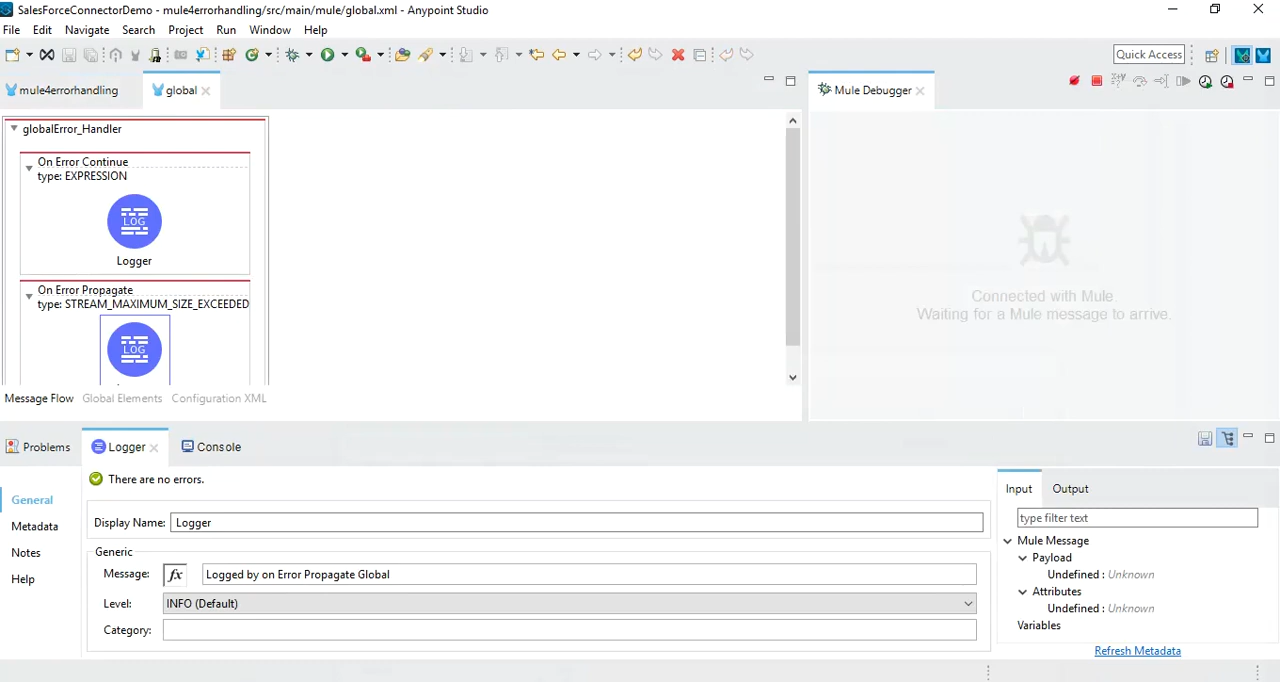 SalesForceConnectorDemo - mule4errorhandling/src/main/mule/global.xml - Anypoint Studio
File Edit Navigate Search Project Run Window Help
Quick Access
mule4errorhandling
global
Mule Debugger
globalError_Handler
On Error Continue
type: EXPRESSION
LOG
Logger
On Error Propagate
type: STREAM_MAXIMUM_SIZE_EXCEEDED
LOG
Connected with Mule.
Waiting for a Mule message to arrive.
Message Flow Global Elements Configuration XML
Problems Logger Console
There are no errors.
General
Metadata
Notes
Help
Display Name: Logger
Generic
Message: fx Logged by on Error Propagate Global
Level: INFO (Default)
Category:
Input Output
type filter text
Mule Message
Payload
Undefined : Unknown
Attributes
Undefined : Unknown
Variables
Refresh Metadata